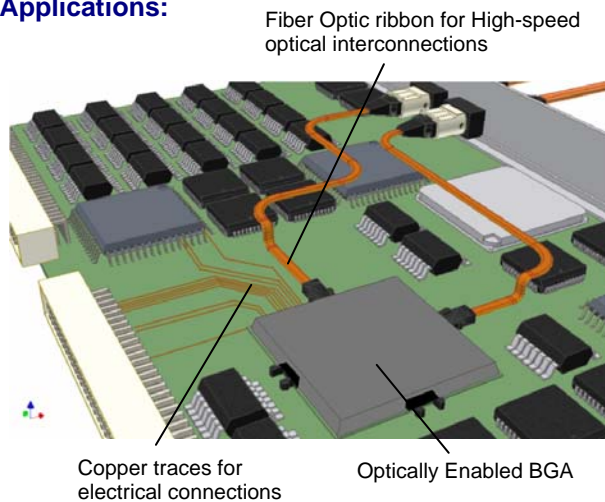 Applications:
Fiber Optic ribbon for High-speed
optical interconnections
Copper traces for
electrical connections
Optically Enabled BGA